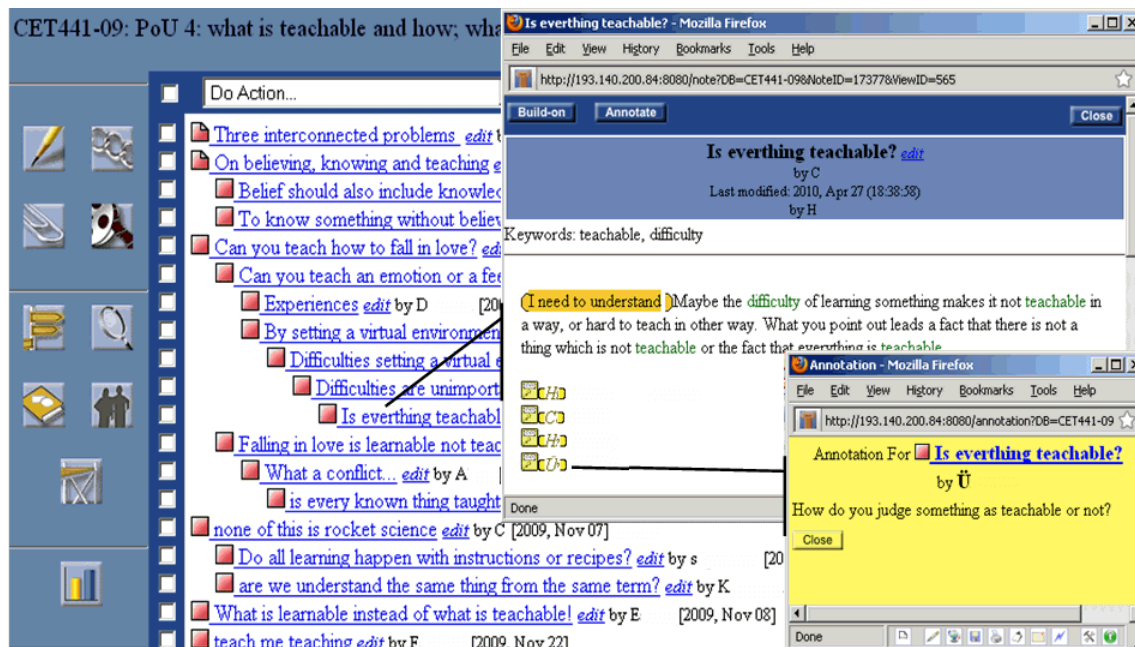 CET441-09: PoU 4: what is teachable and how; wha
Do Action...
Three interconnected problems edit b
On believing, knowing and teaching e
Belief should also include knowled
To know something without believ
Can you teach how to fall in love? edi
Can you teach an emotion or a fee
Experiences edit by D [20
By setting a virtual environmen
Difficulties setting a virtual e
Difficulties are unimport
Is everthing teachabl
Falling in love is learnable not teac
What a conflict... edit by A [
is every known thing taught
none of this is rocket science edit by C [2009, Nov 07]
Do all learning happen with instructions or recipes? edit by s [20
are we understand the same thing from the same term? edit by K
What is learnable instead of what is teachable! edit by E [2009, Nov 08]
teach me teaching edit by F [2009, Nov 22]
Is everthing teachable? - Mozilla Firefox
File Edit View History Bookmarks Tools Help
http://193.140.200.84:8080/note?DB=CET441-09&NoteID=17377&ViewID=565
Build-on Annotate Close
Is everthing teachable? edit
by C
Last modified: 2010, Apr 27 (18:38:58)
by H
Keywords: teachable, difficulty
(I need to understand )Maybe the difficulty of learning something makes it not teachable in
a way, or hard to teach in other way. What you point out leads a fact that there is not a
thing which is not teachable or the fact that everything is teachable
H
C
H
Ü
Done
Annotation - Mozilla Firefox
File Edit View History Bookmarks Tools Help
http://193.140.200.84:8080/annotation?DB=CET441-09
Annotation For Is everthing teachable?
by Ü
How do you judge something as teachable or not?
Close
Done